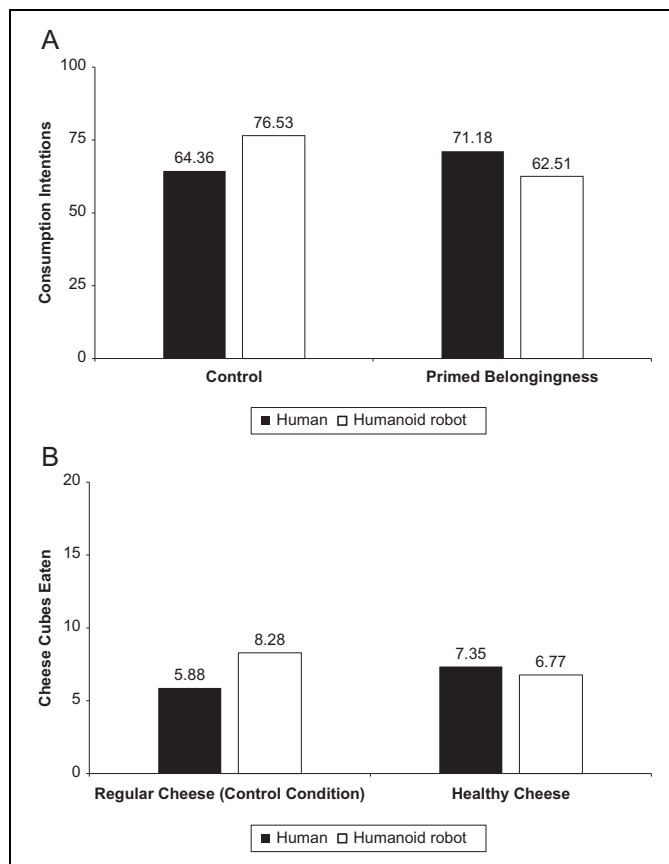 A
Consumption Intentions
100
75
50
25
0
64.36
76.53
71.18
62.51
Control
Primed Belongingness
Human
Humanoid robot
B
Cheese Cubes Eaten
20
15
10
5
0
5.88
8.28
7.35
6.77
Regular Cheese (Control Condition)
Healthy Cheese
Human
Humanoid robot